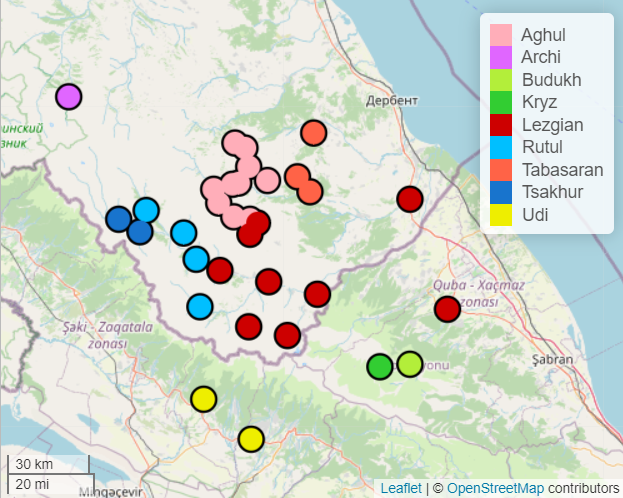 Aghul
Archi
Budukh
Kryz
Lezgian
Rutul
Tabasaran
Tsakhur
Udi
Дербент
инский
зник
Quba - Xaçmaz
zonası
Şəki - Zaqatala
zonası
Şabran
onu
30 km
20 mi
Mingəçevir
Leaflet | © OpenStreetMap contributors